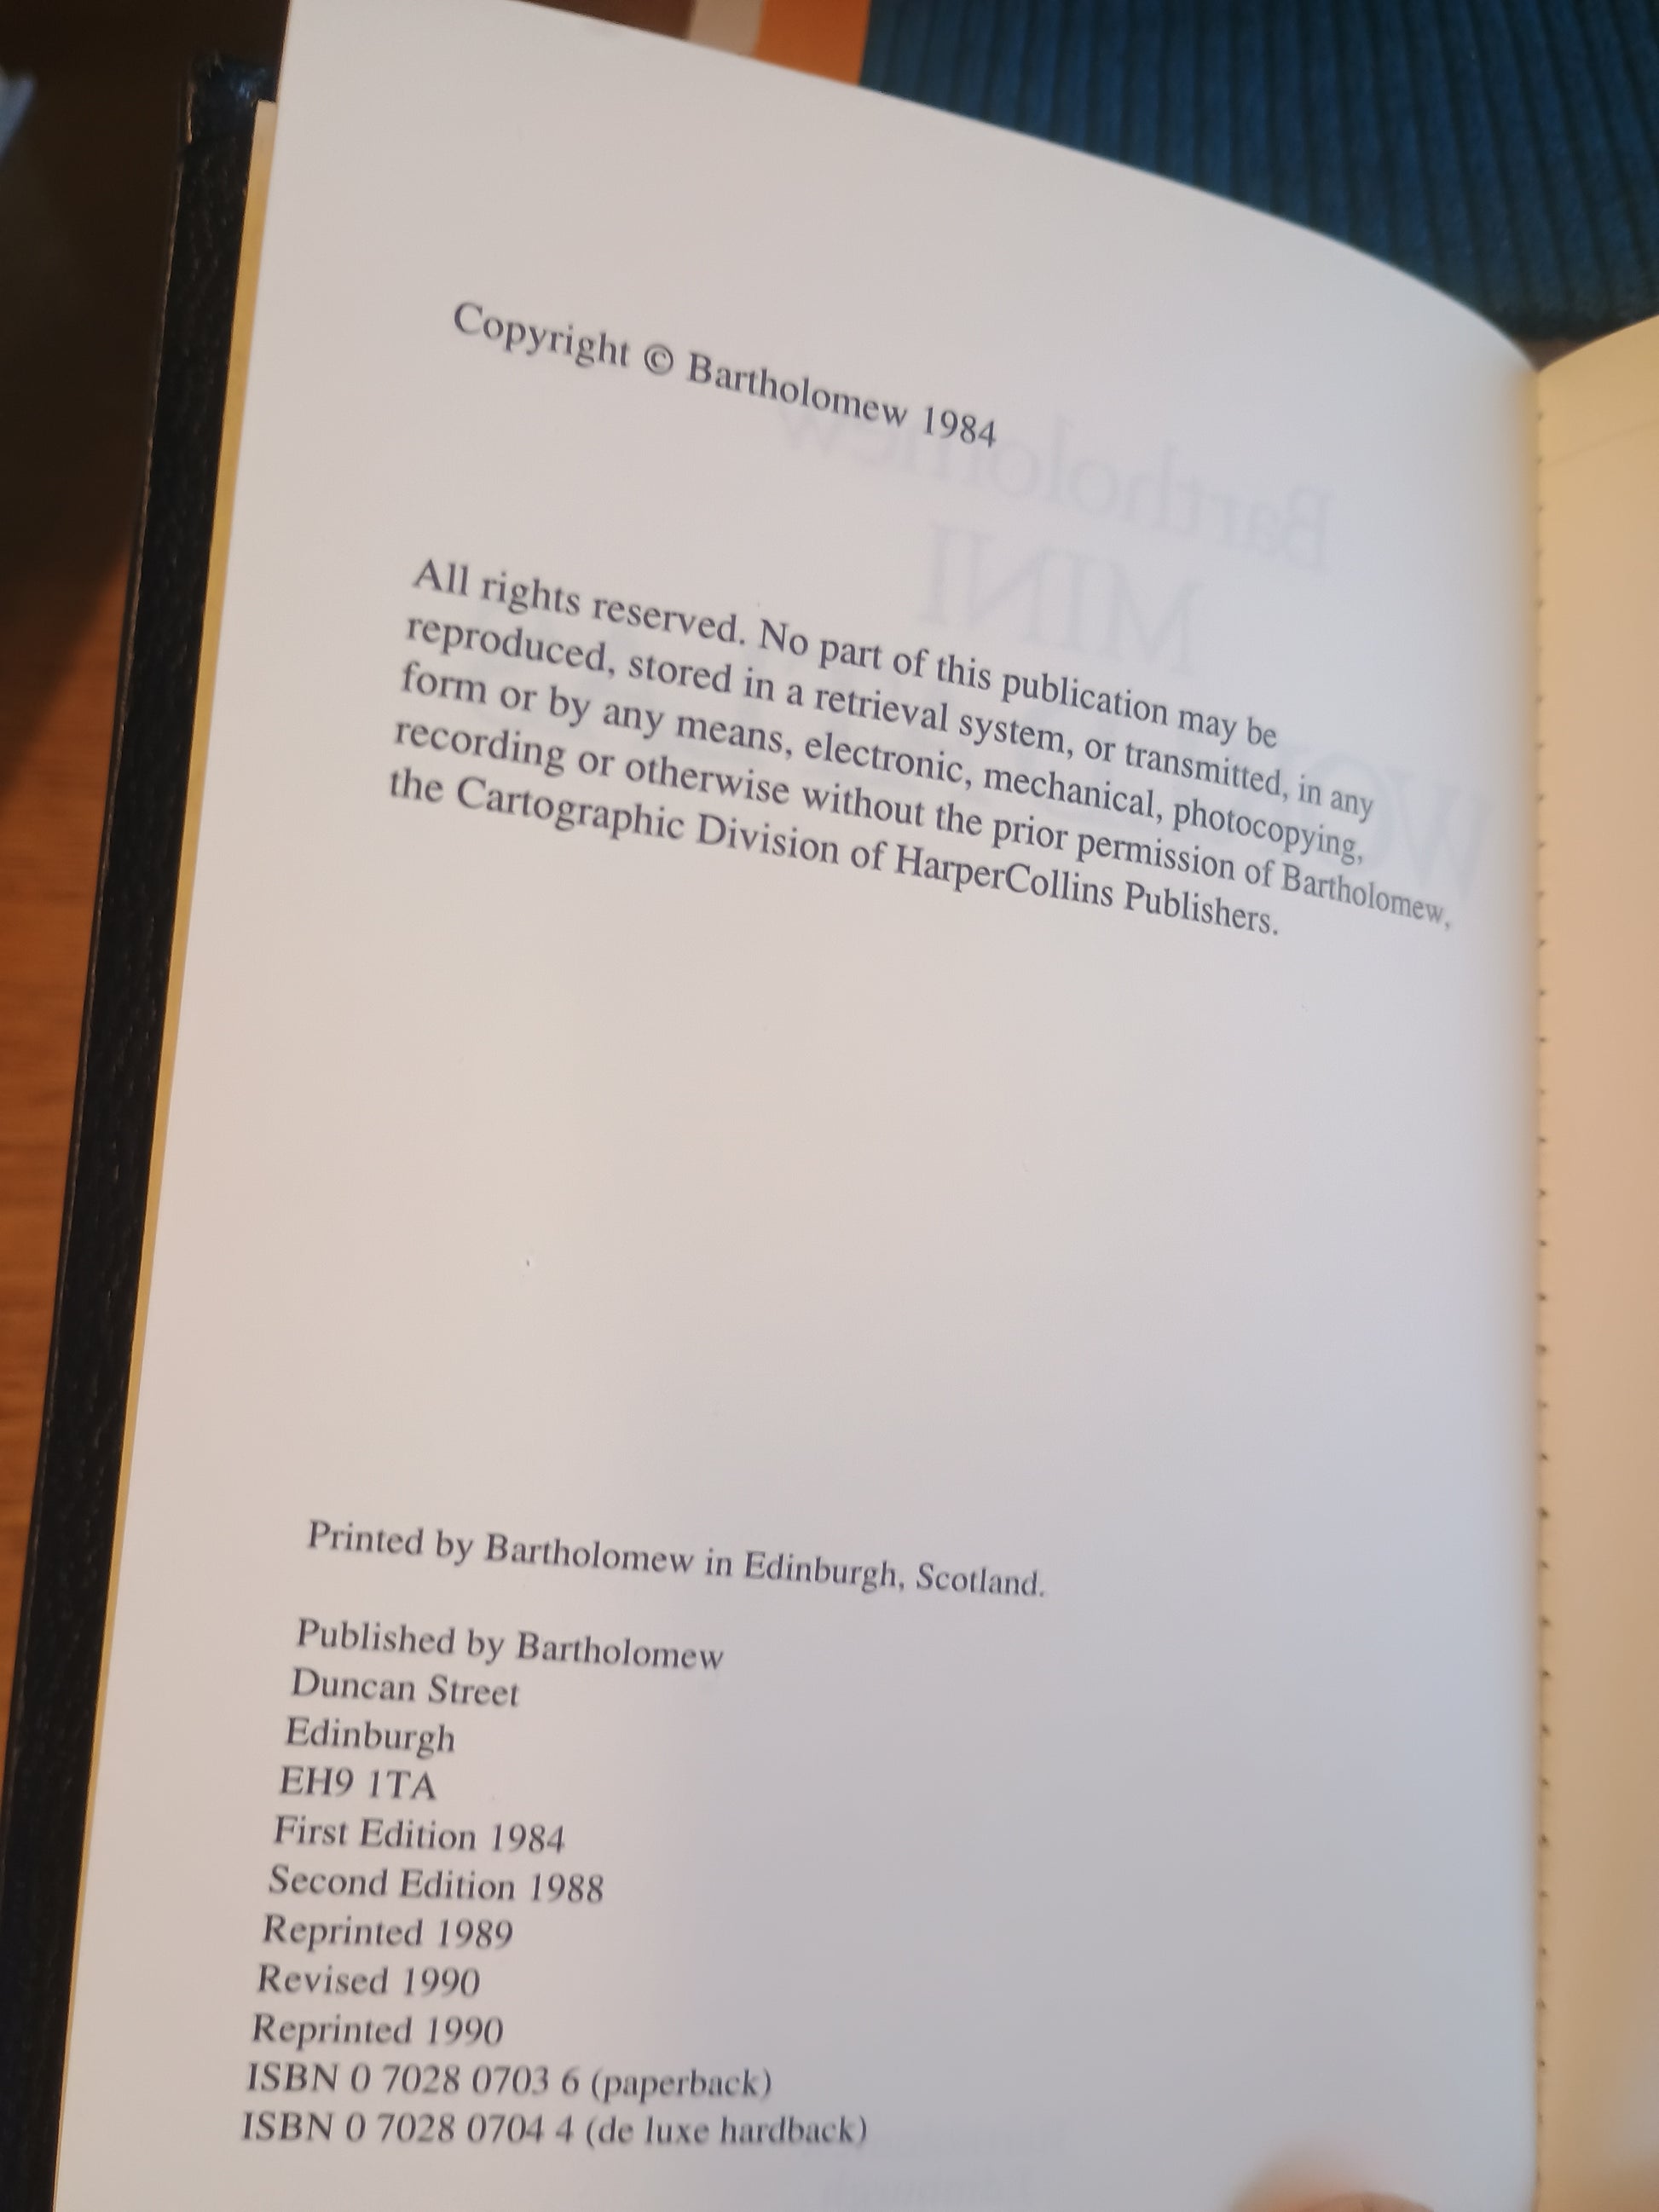 Copyright © Bartholomew 1984
All rights reserved. No part of this publication may be
reproduced, stored in a retrieval system, or transmitted, in any
form or by any means, electronic, mechanical, photocopying,
recording or otherwise without the prior permission of Bartholomew,
the Cartographic Division of HarperCollins Publishers.
Printed by Bartholomew in Edinburgh, Scotland.
Published by Bartholomew
Duncan Street
Edinburgh
EH9 1TA
First Edition 1984
Second Edition 1988
Reprinted 1989
Revised 1990
Reprinted 1990
ISBN 0 7028 0703 6 (paperback)
ISBN 0 7028 0704 4 (de luxe hardback)